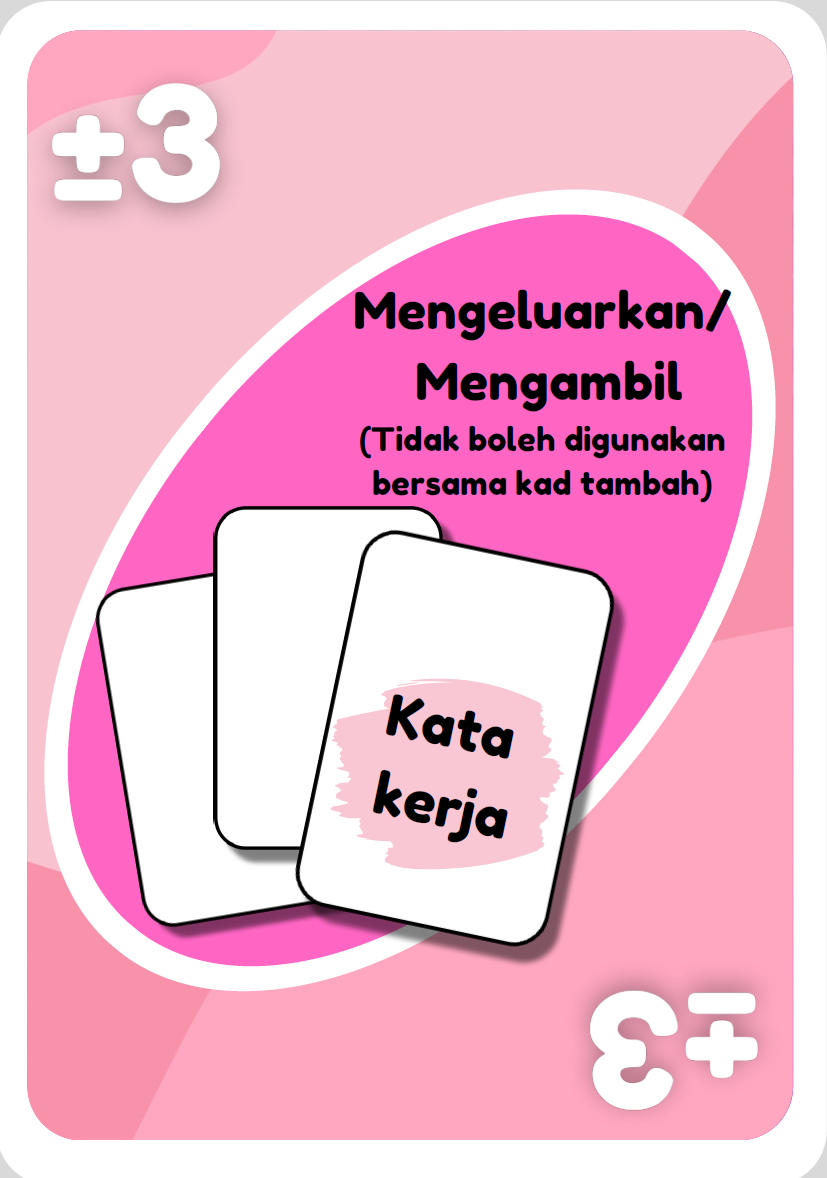 ±3
Mengeluarkan/
Mengambil
(Tidak boleh digunakan
bersama kad tambah)
Kata
kerja
±3